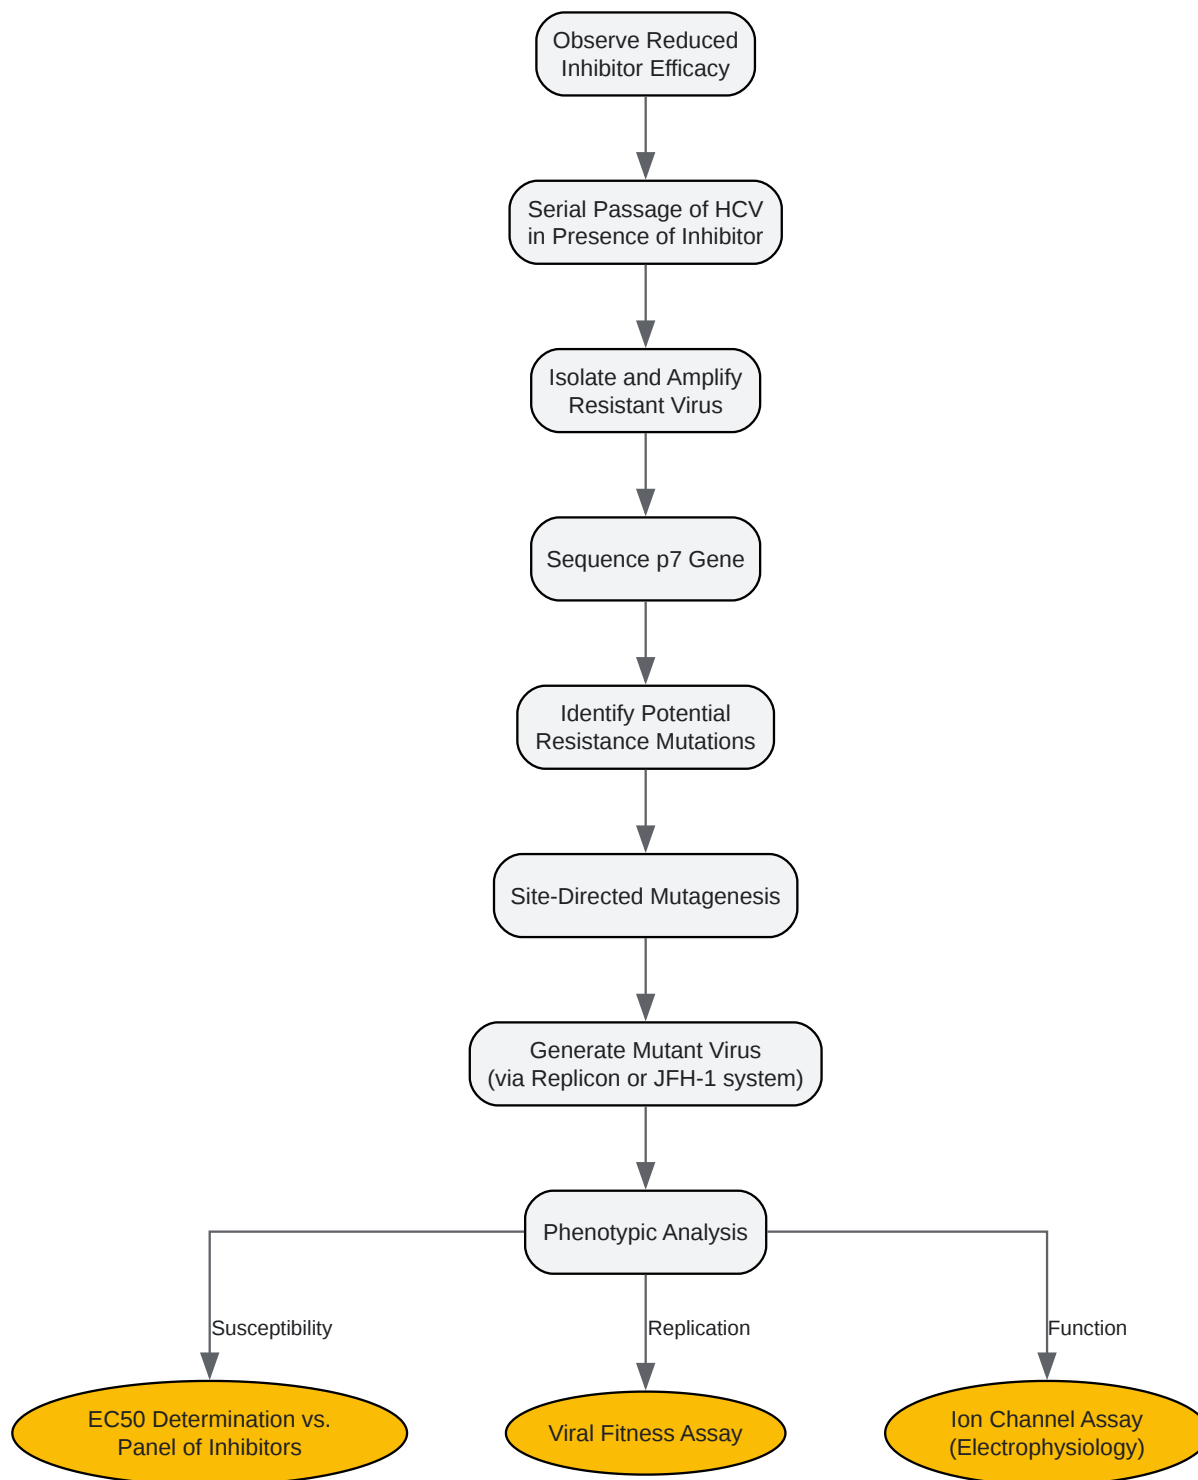 Observe Reduced
Inhibitor Efficacy
Serial Passage of HCV
in Presence of Inhibitor
Isolate and Amplify
Resistant Virus
Sequence p7 Gene
Identify Potential
Resistance Mutations
Site-Directed Mutagenesis
Generate Mutant Virus
(via Replicon or JFH-1 system)
Phenotypic Analysis
Susceptibility
Replication
Function
EC50 Determination vs.
Panel of Inhibitors
Viral Fitness Assay
Ion Channel Assay
(Electrophysiology)